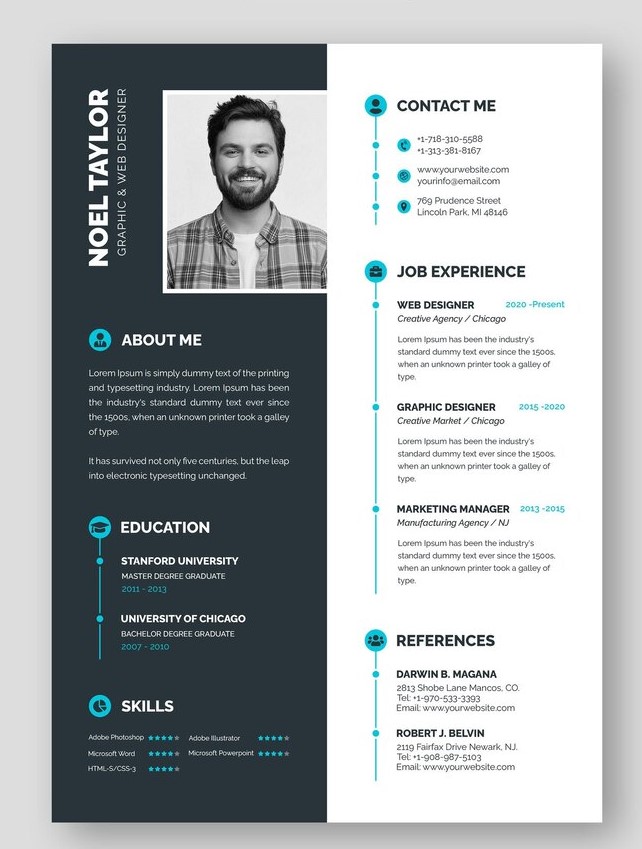 NOEL TAYLOR
GRAPHIC & WEB DESIGNER
ABOUT ME
Lorem Ipsum is simply dummy text of the printing
and typesetting industry. Lorem Ipsum has been
the industry's standard dummy text ever since
the 1500s, when an unknown printer took a galley
of type.
It has survived not only five centuries, but the leap
into electronic typesetting unchanged.
EDUCATION
STANFORD UNIVERSITY
MASTER DEGREE GRADUATE
2011 - 2013
UNIVERSITY OF CHICAGO
BACHELOR DEGREE GRADUATE
2007 - 2010
SKILLS
Adobe Photoshop ★★★★★ Adobe Illustrator ★★★★★
Microsoft Word ★★★★★ Microsoft Powerpoint ★★★★★
HTML-5/CSS-3 ★★★★★
CONTACT ME
+1-718-310-5588
+1-313-381-8167
www.yourwebsite.com
yourinfo@email.com
769 Prudence Street
Lincoln Park, MI 48146
JOB EXPERIENCE
WEB DESIGNER 2020 -Present
Creative Agency / Chicago
Lorem Ipsum has been the industry's
standard dummy text ever since the 1500s,
when an unknown printer took a galley of
type.
GRAPHIC DESIGNER 2015 -2020
Creative Market / Chicago
Lorem Ipsum has been the industry's
standard dummy text ever since the 1500s,
when an unknown printer took a galley of
type.
MARKETING MANAGER 2013 -2015
Manufacturing Agency / NJ
Lorem Ipsum has been the industry's
standard dummy text ever since the 1500s,
when an unknown printer took a galley of
type.
REFERENCES
DARWIN B. MAGANA
2813 Shobe Lane Mancos, CO.
Tel: +1-970-533-3393
Email: www.yourwebsite.com
ROBERT J. BELVIN
2119 Fairfax Drive Newark, NJ.
Tel: +1-908-987-5103
Email: www.yourwebsite.com